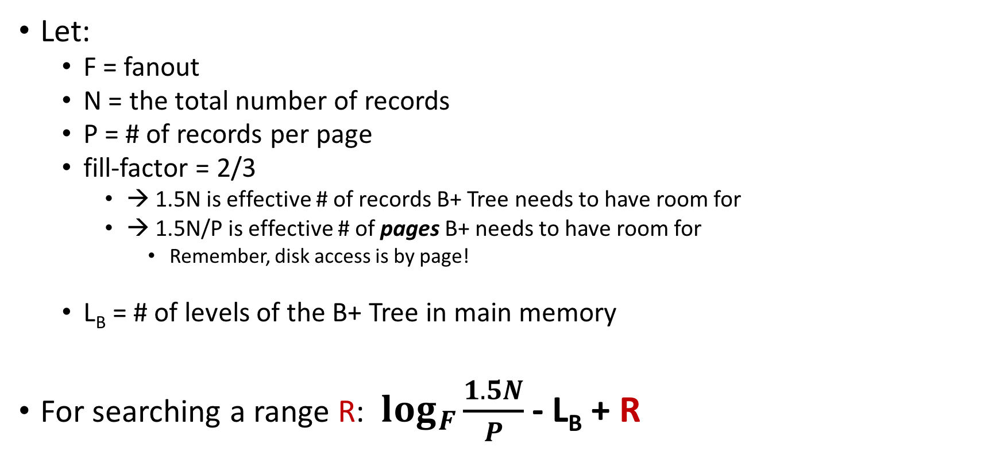 • Let:
• F = fanout
• N = the total number of records
• P = # of records per page
• fill-factor = 2/3
• → 1.5N is effective # of records B+ Tree needs to have room for
• → 1.5N/P is effective # of pages B+ needs to have room for
• Remember, disk access is by page!
• L_B = # of levels of the B+ Tree in main memory
• For searching a range R: log_F 1.5N/P - L_B + R